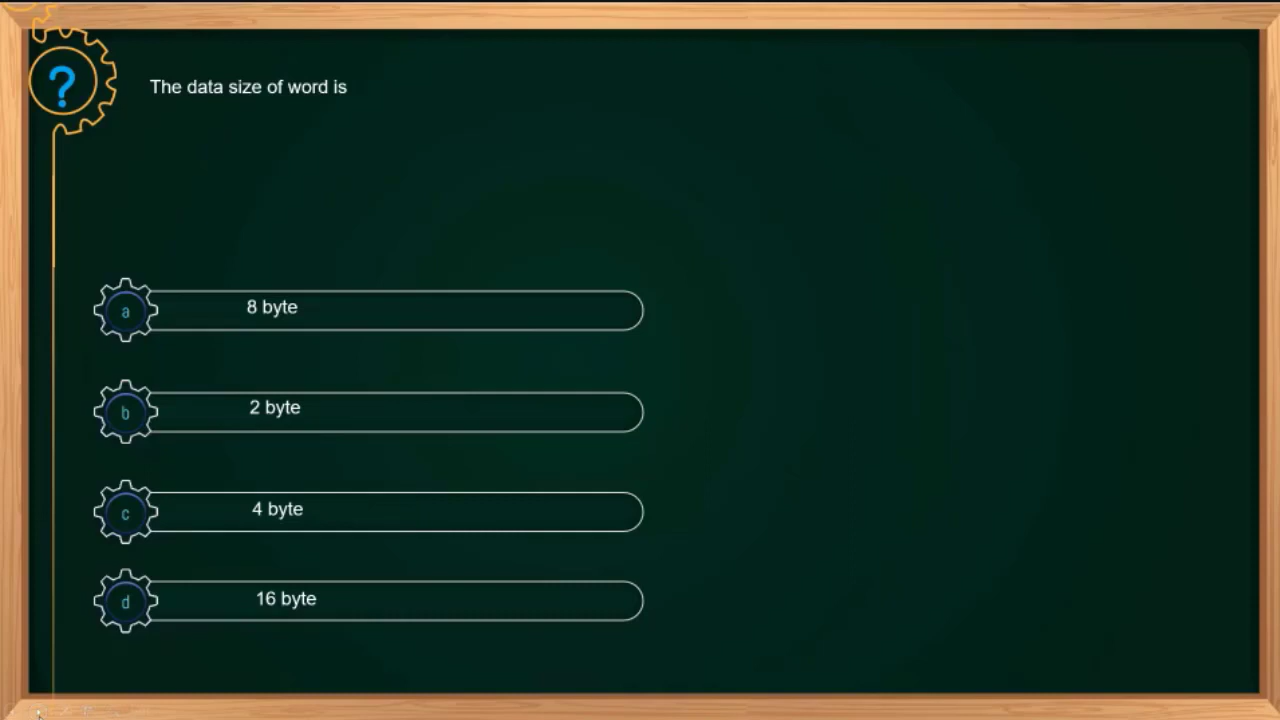 ?
The data size of word is
a
8 byte
b
2 byte
c
4 byte
d
16 byte